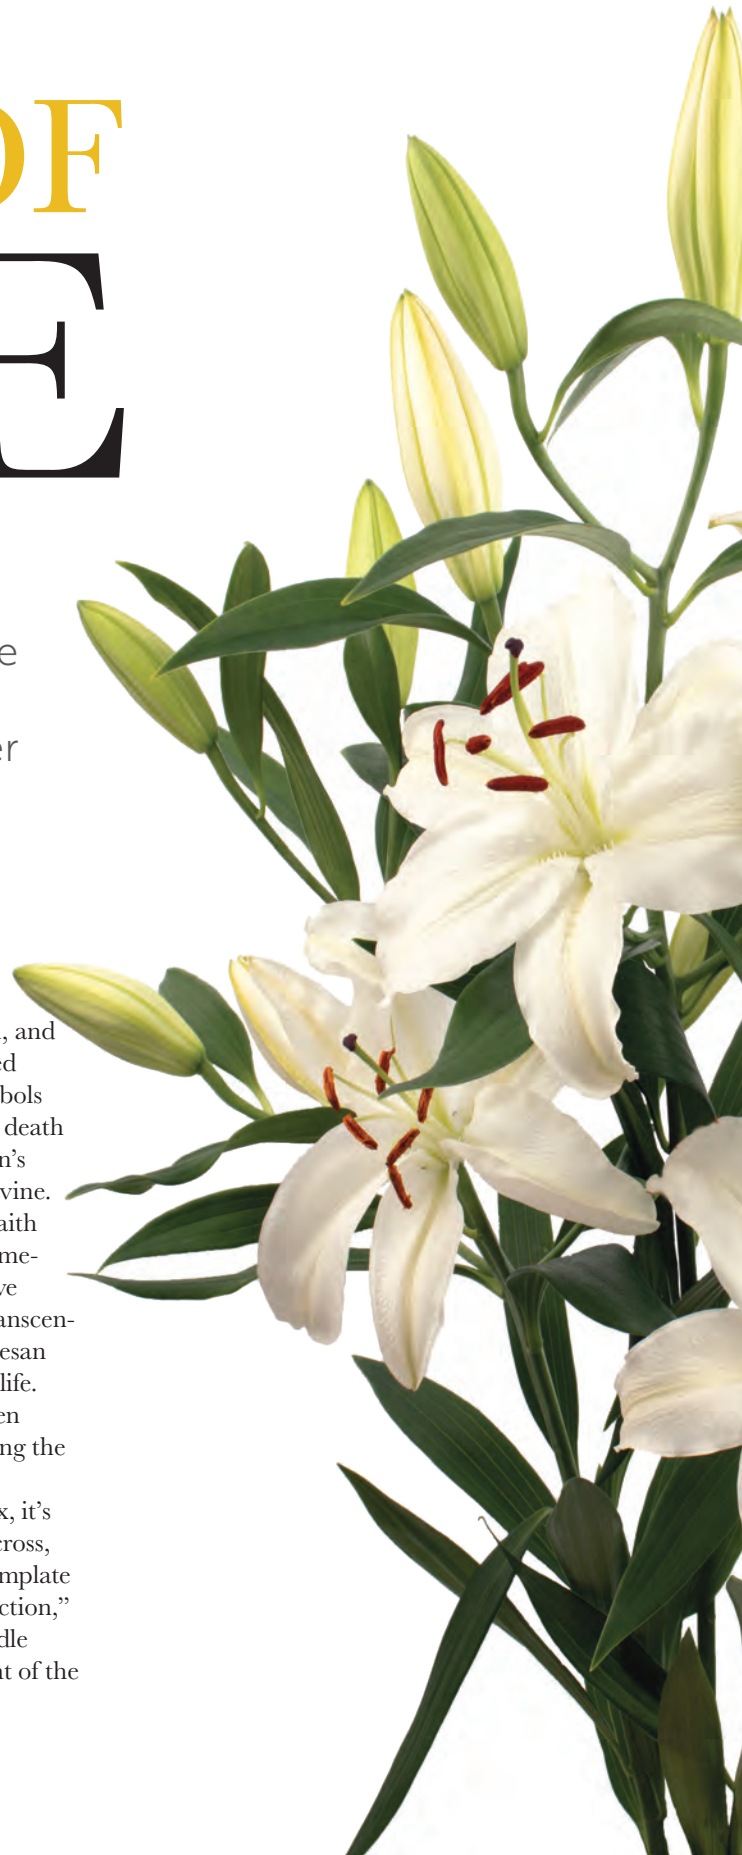 OF
E
e
er
, and
ed
bols
death
n's
vine.
aith
me-
ve
anscen-
esan
life.
en
ng the
x, it's
cross,
mplate
ction,"
dle
nt of the